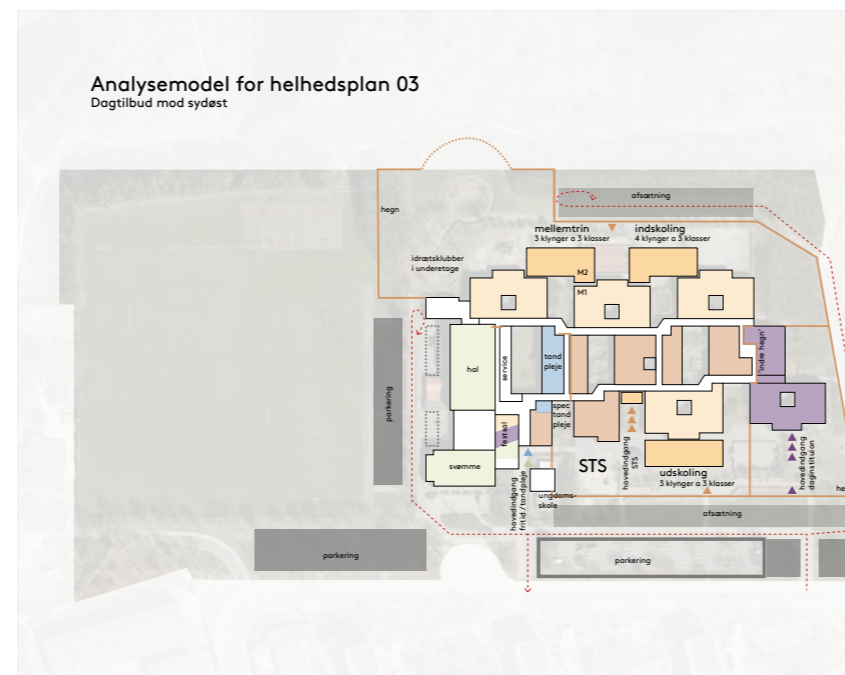 Analysemodel for helhedsplan 03
Dagtilbud mod sydøst
hegn
afsætning
mellemtrin
3 klynger a 3 klasser
indskoling
4 klynger a 3 klasser
idrætsklubber
i underetage
M2
M1
hal
service
tand
pleje
'indre hegn'
parkering
spec
tand
pleje
festsal
svømme
STS
hovedindgang
STS
udskoling
3 klynger a 3 klasser
hovedindgang
daginstituion
hovedindgang
fritid / tandpleje
ungdoms-
skole
he
afsætning
parkering
parkering